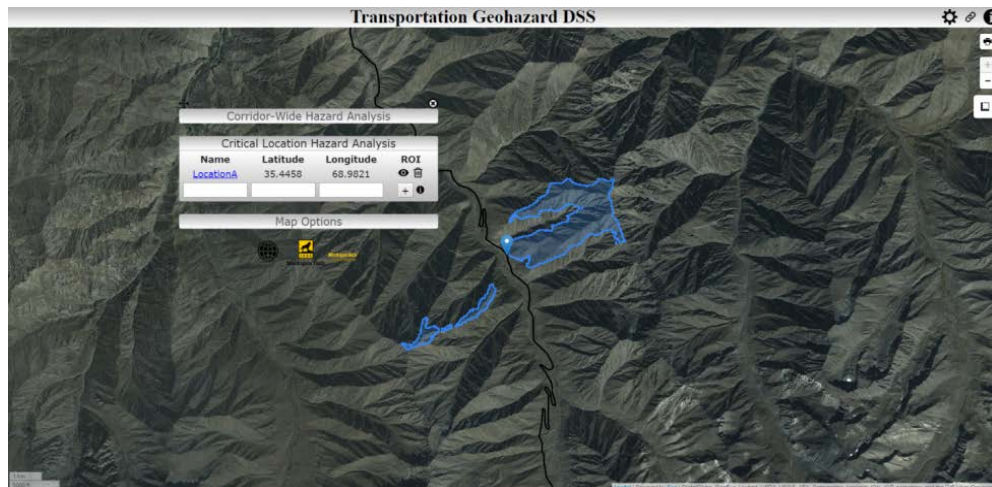 Transportation Geohazard DSS
Corridor-Wide Hazard Analysis
Critical Location Hazard Analysis
Name Latitude Longitude ROI
LocationA 35.4458 68.9821
+
Map Options
+
−